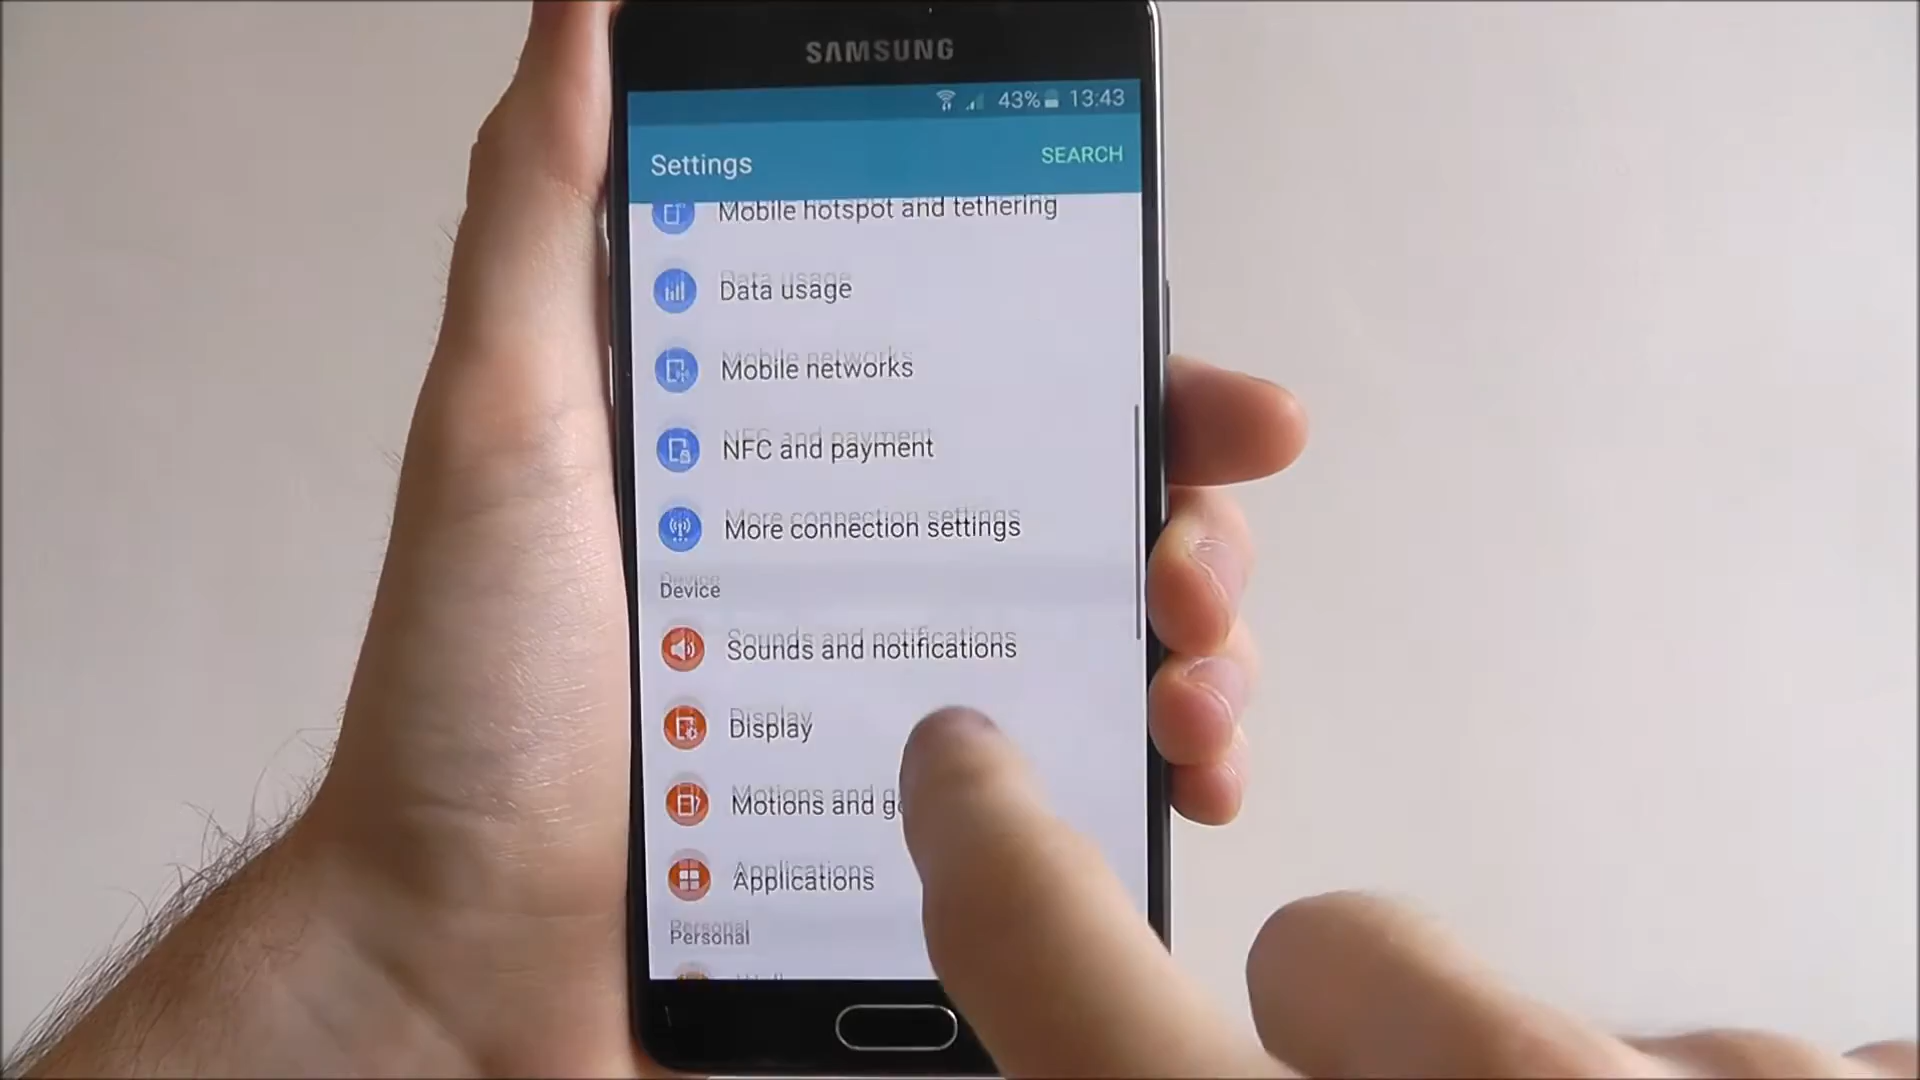 SAMSUNG
43% 13:43
Settings
SEARCH
Mobile hotspot and tethering
Data usage
Mobile networks
NFC and payment
More connection settings
Device
Sounds and notifications
Display
Motions and
Applications
Personal